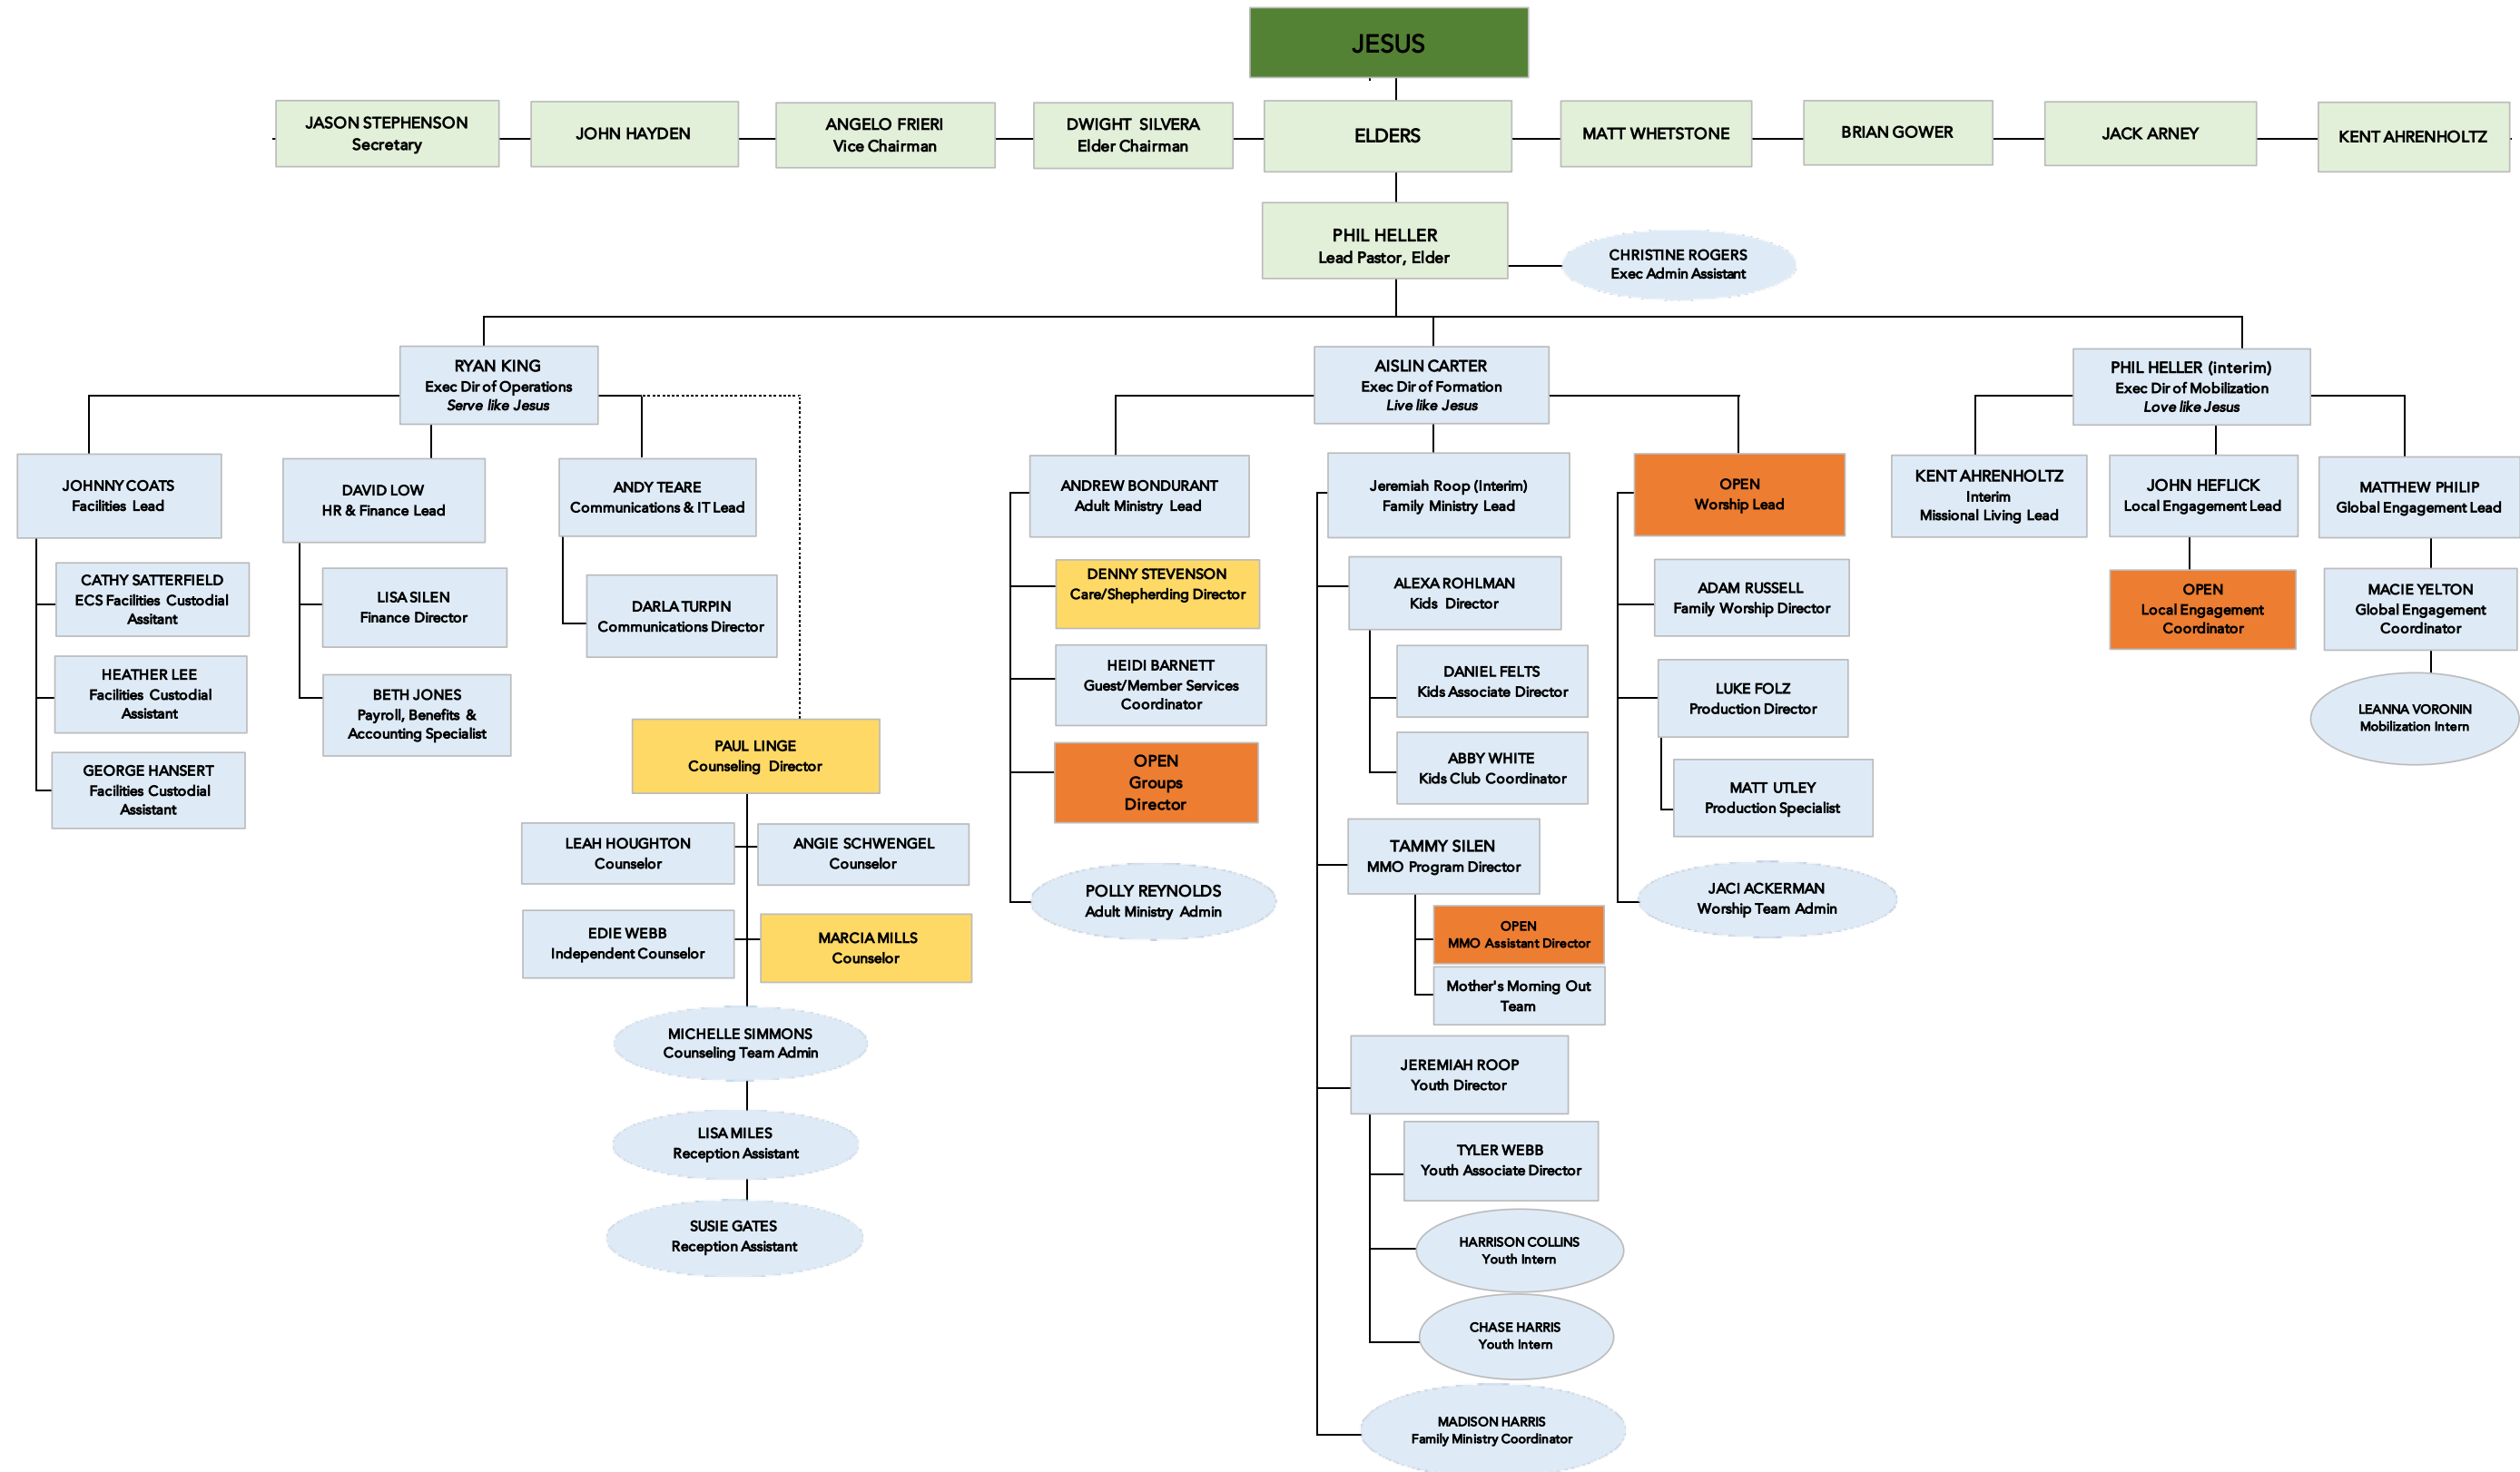 JESUS
JASON STEPHENSON
Secretary
JOHN HAYDEN
ANGELO FRIERI
Vice Chairman
DWIGHT SILVERA
Elder Chairman
ELDERS
MATT WHETSTONE
BRIAN GOWER
JACK ARNEY
KENT AHRENHOLTZ
PHIL HELLER
Lead Pastor, Elder
CHRISTINE ROGERS
Exec Admin Assistant
RYAN KING
Exec Dir of Operations
Serve like Jesus
JOHNNY COATS
Facilities Lead
CATHY SATTERFIELD
ECS Facilities Custodial
Assitant
HEATHER LEE
Facilities Custodial
Assistant
GEORGE HANSERT
Facilities Custodial
Assistant
DAVID LOW
HR & Finance Lead
LISA SILEN
Finance Director
BETH JONES
Payroll, Benefits &
Accounting Specialist
ANDY TEARE
Communications & IT Lead
DARLA TURPIN
Communications Director
PAUL LINGE
Counseling Director
LEAH HOUGHTON
Counselor
ANGIE SCHWENGEL
Counselor
EDIE WEBB
Independent Counselor
MARCIA MILLS
Counselor
MICHELLE SIMMONS
Counseling Team Admin
LISA MILES
Reception Assistant
SUSIE GATES
Reception Assistant
AISLIN CARTER
Exec Dir of Formation
Live like Jesus
ANDREW BONDURANT
Adult Ministry Lead
DENNY STEVENSON
Care/Shepherding Director
HEIDI BARNETT
Guest/Member Services
Coordinator
OPEN
Groups
Director
POLLY REYNOLDS
Adult Ministry Admin
Jeremiah Roop (Interim)
Family Ministry Lead
ALEXA ROHLMAN
Kids Director
DANIEL FELTS
Kids Associate Director
ABBY WHITE
Kids Club Coordinator
TAMMY SILEN
MMO Program Director
OPEN
MMO Assistant Director
Mother's Morning Out
Team
JEREMIAH ROOP
Youth Director
TYLER WEBB
Youth Associate Director
HARRISON COLLINS
Youth Intern
CHASE HARRIS
Youth Intern
MADISON HARRIS
Family Ministry Coordinator
OPEN
Worship Lead
ADAM RUSSELL
Family Worship Director
LUKE FOLZ
Production Director
MATT UTLEY
Production Specialist
JACI ACKERMAN
Worship Team Admin
PHIL HELLER (interim)
Exec Dir of Mobilization
Love like Jesus
KENT AHRENHOLTZ
Interim
Missional Living Lead
JOHN HEFLICK
Local Engagement Lead
OPEN
Local Engagement
Coordinator
MATTHEW PHILIP
Global Engagement Lead
MACIE YELTON
Global Engagement
Coordinator
LEANNA VORONIN
Mobilization Intern